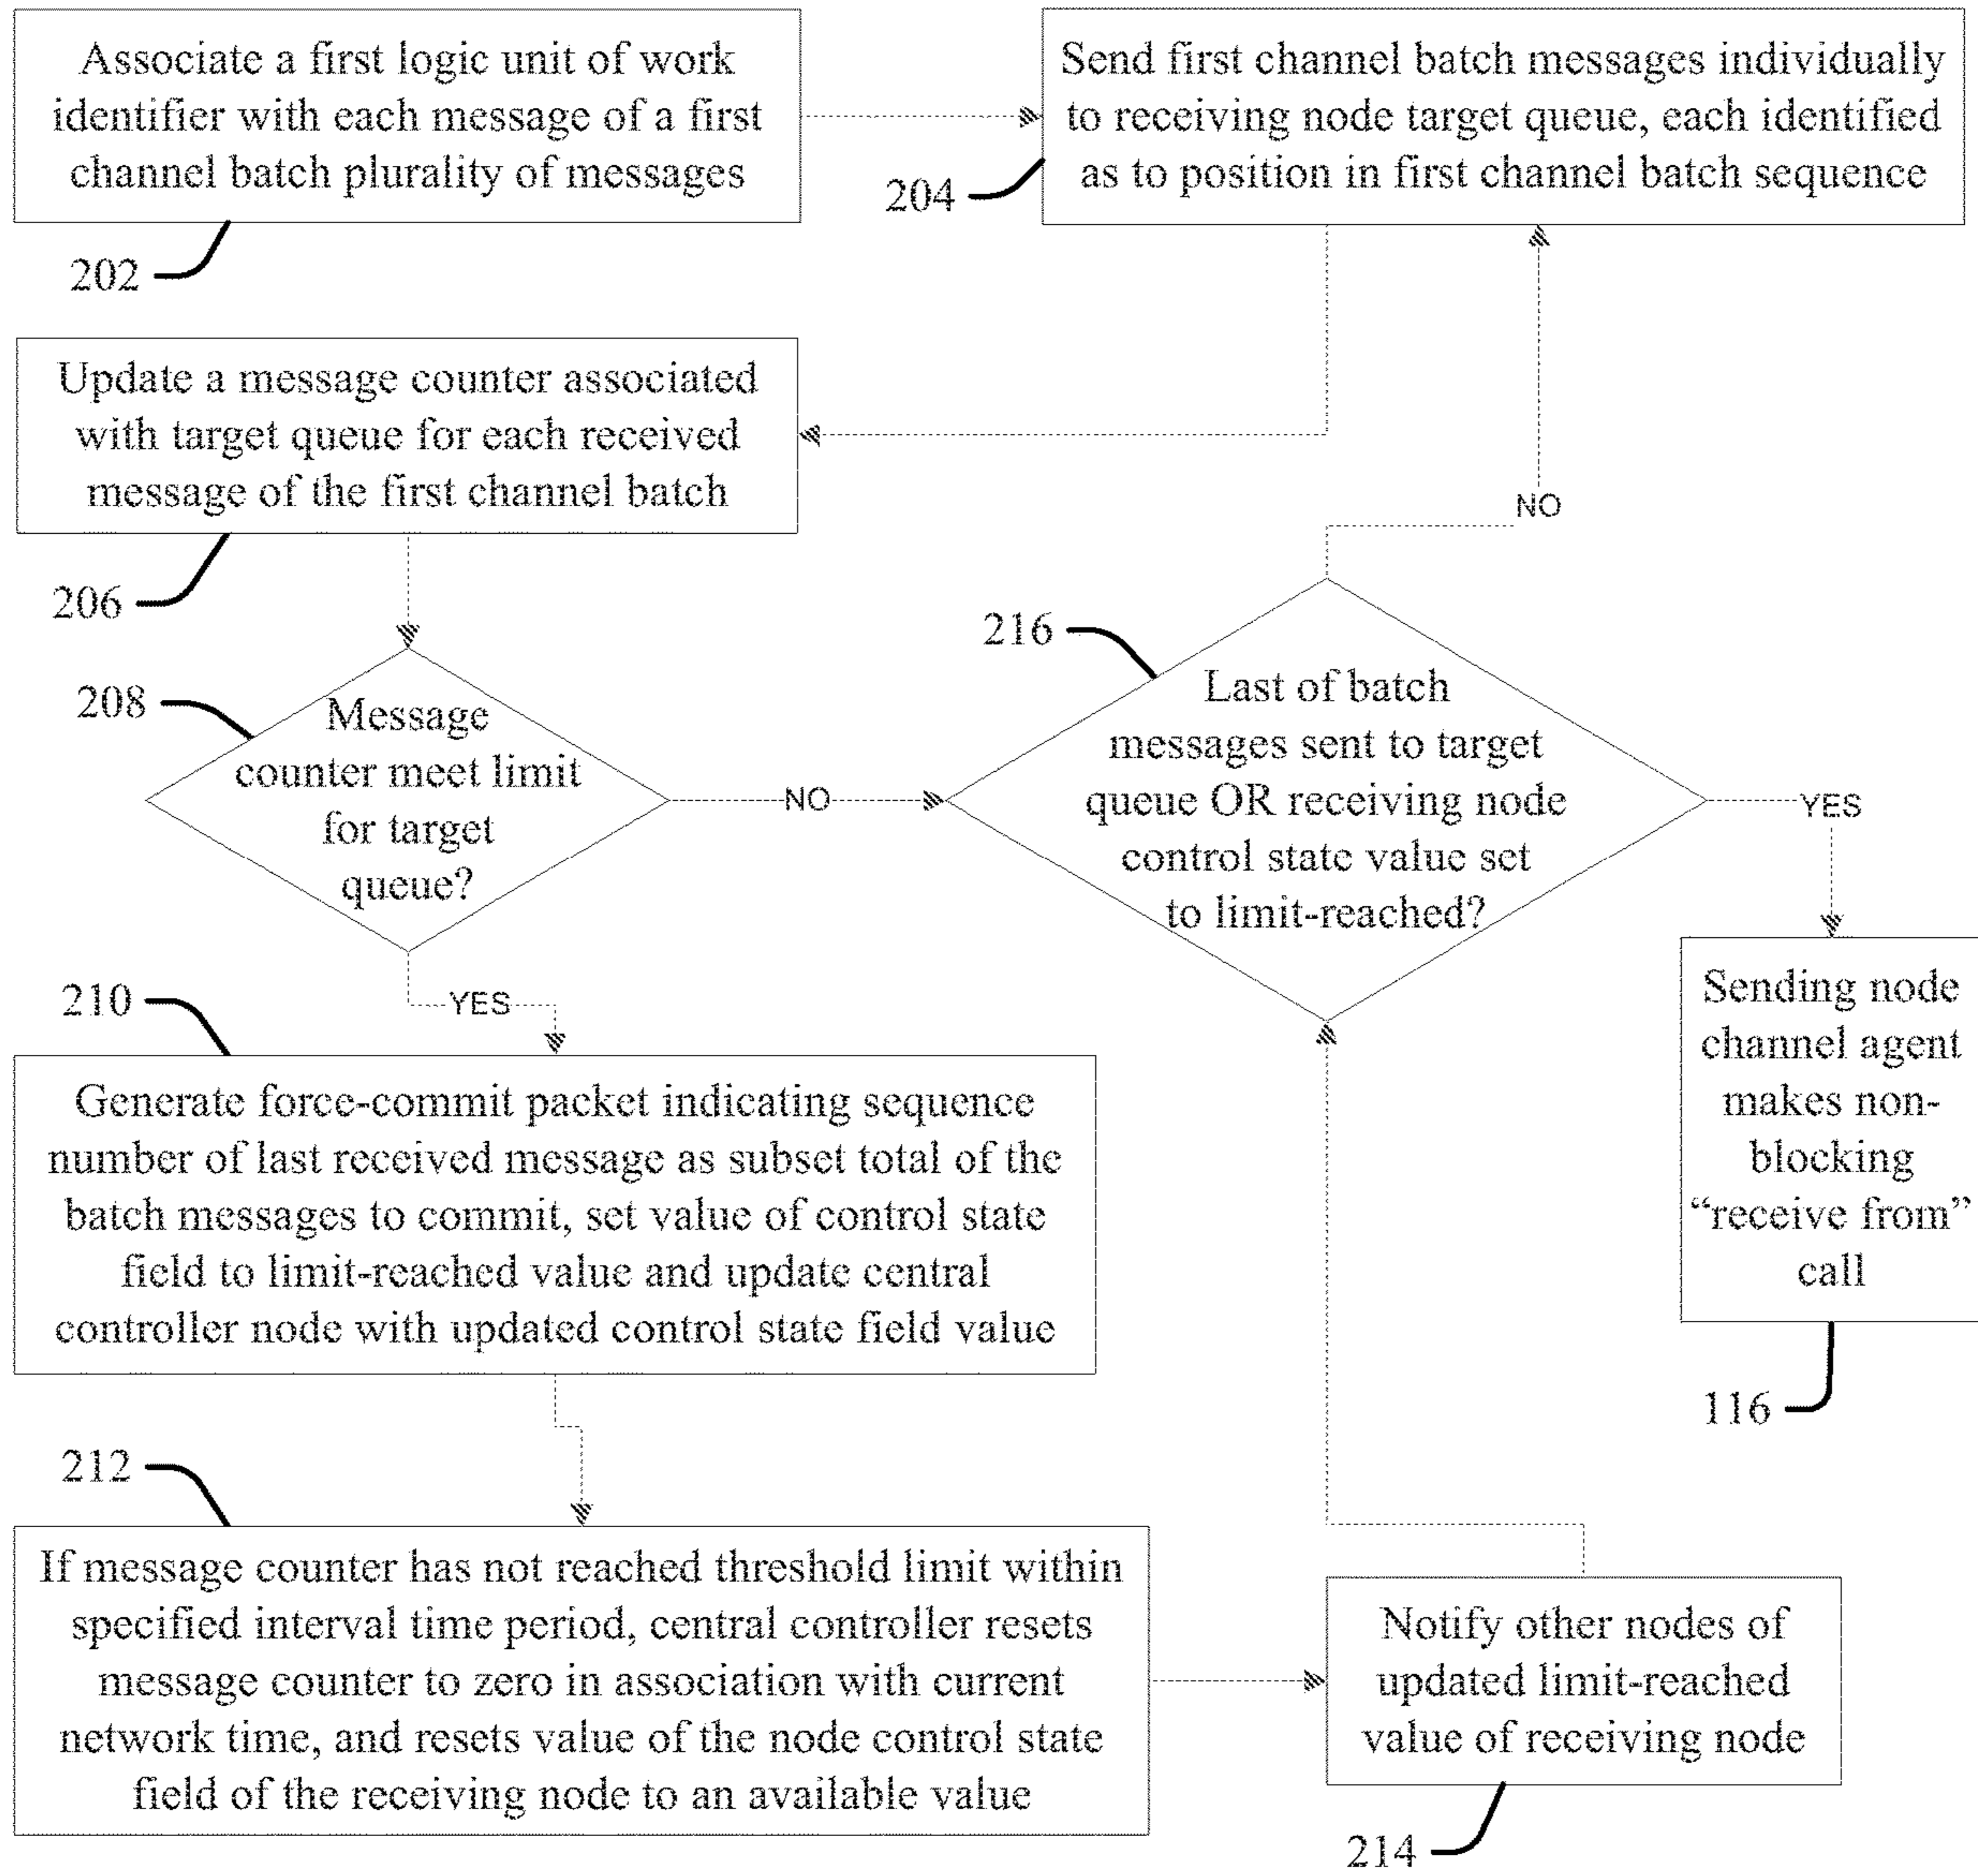 Associate a first logic unit of work
identifier with each message of a first
channel batch plurality of messages
202
Send first channel batch messages individually
to receiving node target queue, each identified
as to position in first channel batch sequence
204
Update a message counter associated
with target queue for each received
message of the first channel batch
206
NO
208
Message
counter meet limit
for target
queue?
NO
216
Last of batch
messages sent to target
queue OR receiving node
control state value set
to limit-reached?
YES
YES
210
Generate force-commit packet indicating sequence
number of last received message as subset total of the
batch messages to commit, set value of control state
field to limit-reached value and update central
controller node with updated control state field value
Sending node
channel agent
makes non-
blocking
“receive from”
call
116
212
If message counter has not reached threshold limit within
specified interval time period, central controller resets
message counter to zero in association with current
network time, and resets value of the node control state
field of the receiving node to an available value
Notify other nodes of
updated limit-reached
value of receiving node
214